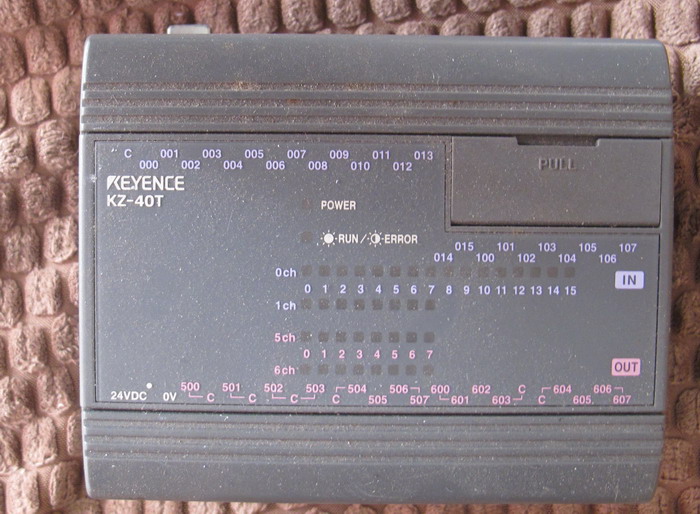 C 001 003 005 007 009 011 013
000 002 004 006 008 010 012
PULL
KEYENCE
KZ-40T
POWER
RUN/ERROR
015 101 103 105 107
014 100 102 104 106
0ch
IN
0 1 2 3 4 5 6 7 8 9 10 11 12 13 14 15
1ch
5ch
0 1 2 3 4 5 6 7
6ch
OUT
500 501 502 503 504 506 600 602 C 604 606
24VDC 0V C C C 505 507 601 603 C 605 607